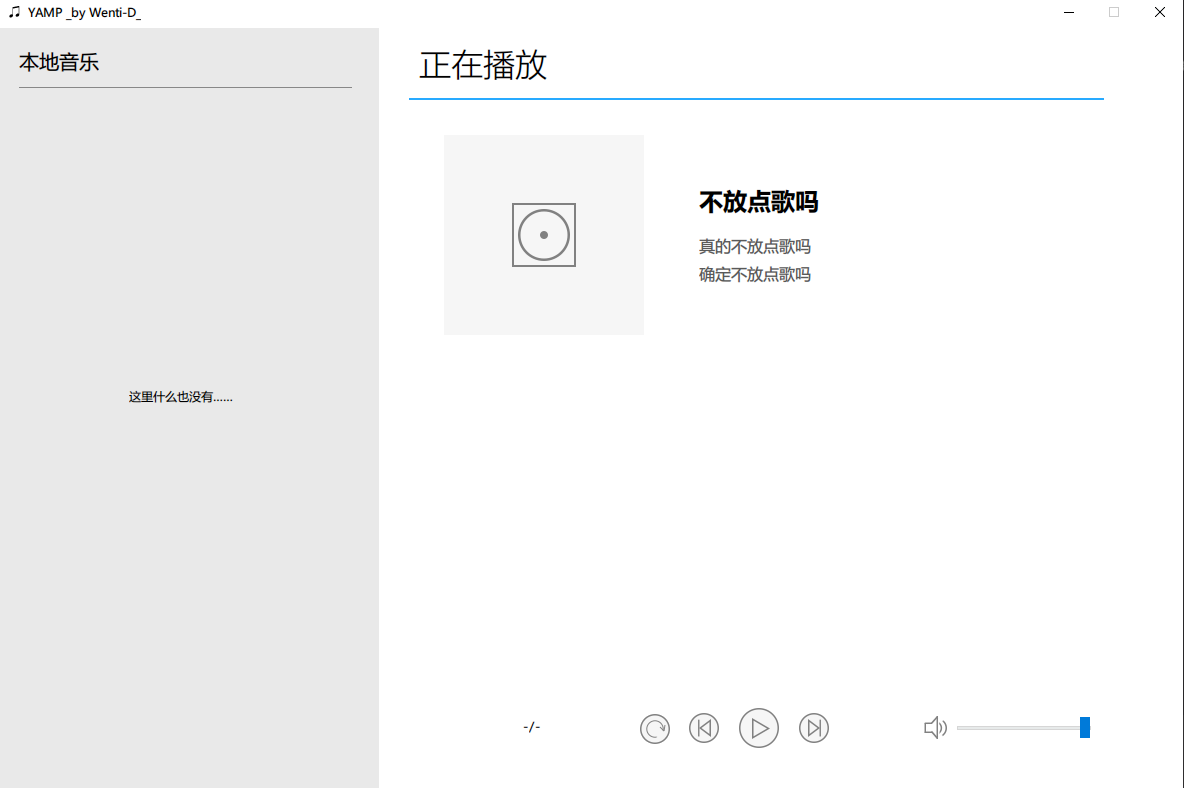 YAMP _by Wenti-D_
本地音乐
这里什么也没有......
正在播放
不放点歌吗
真的不放点歌吗
确定不放点歌吗
-/-